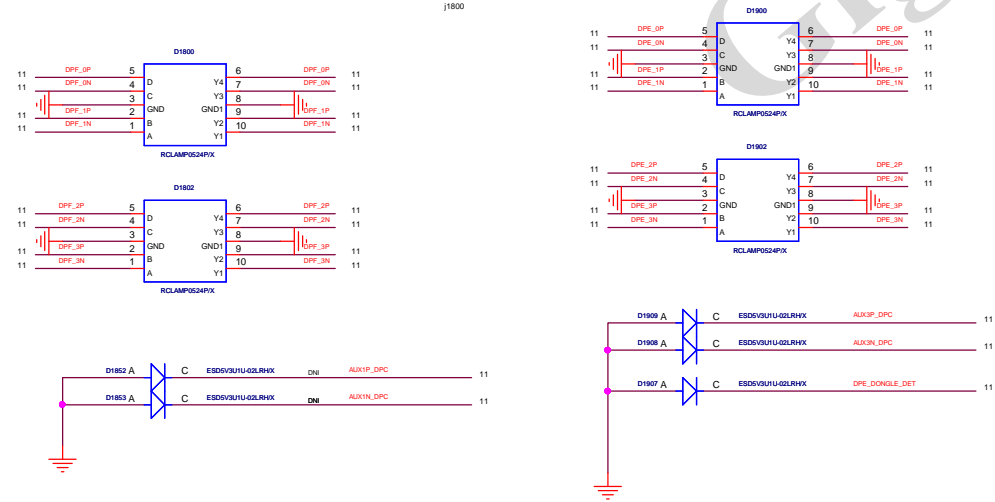 j1800
D1800
11 DPF_0P 5 D Y4 6 DPF_0P 11
11 DPF_0N 4 C Y3 7 DPF_0N 11
3 GND GND1 8
11 DPF_1P 2 B Y2 9 DPF_1P 11
11 DPF_1N 1 A Y1 10 DPF_1N 11
RCLAMP0524P/X
D1802
11 DPF_2P 5 D Y4 6 DPF_2P 11
11 DPF_2N 4 C Y3 7 DPF_2N 11
3 GND GND1 8
11 DPF_3P 2 B Y2 9 DPF_3P 11
11 DPF_3N 1 A Y1 10 DPF_3N 11
RCLAMP0524P/X
D1852 A C ESD5V3U1U-02LRH/X DNI AUX1P_DPC 11
D1853 A C ESD5V3U1U-02LRH/X DNI AUX1N_DPC 11
D1900
11 DPE_0P 5 D Y4 6 DPE_0P 11
11 DPE_0N 4 C Y3 7 DPE_0N 11
3 GND GND1 8
11 DPE_1P 2 B Y2 9 DPE_1P 11
11 DPE_1N 1 A Y1 10 DPE_1N 11
RCLAMP0524P/X
D1902
11 DPE_2P 5 D Y4 6 DPE_2P 11
11 DPE_2N 4 C Y3 7 DPE_2N 11
3 GND GND1 8
11 DPE_3P 2 B Y2 9 DPE_3P 11
11 DPE_3N 1 A Y1 10 DPE_3N 11
RCLAMP0524P/X
D1909 A C ESD5V3U1U-02LRH/X AUX3P_DPC 11
D1908 A C ESD5V3U1U-02LRH/X AUX3N_DPC 11
D1907 A C ESD5V3U1U-02LRH/X DPE_DONGLE_DET 11